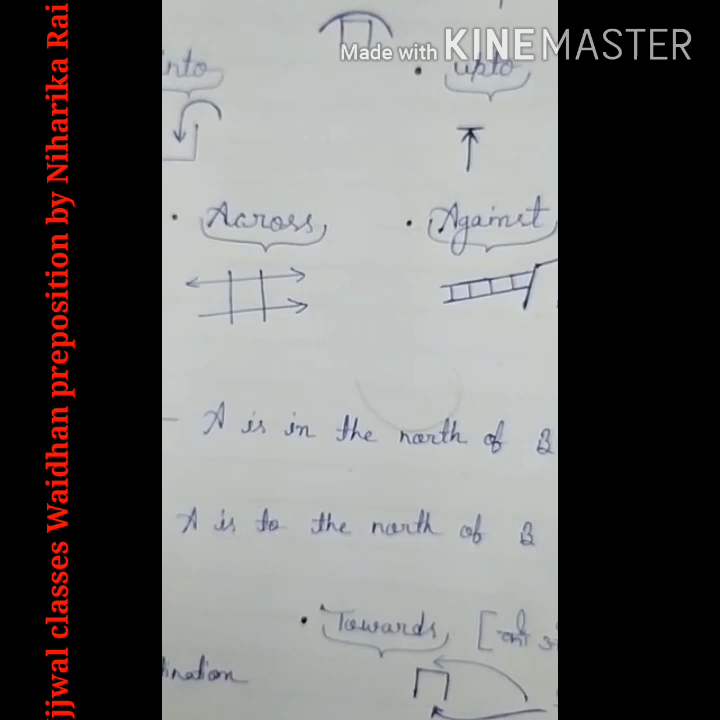 jjwal classes Waidhan preposition by Niharika Rai
Made with KINEMASTER
into
• upto
• Across
• Against
- A is in the north of B
A is to the north of B
• Towards, [